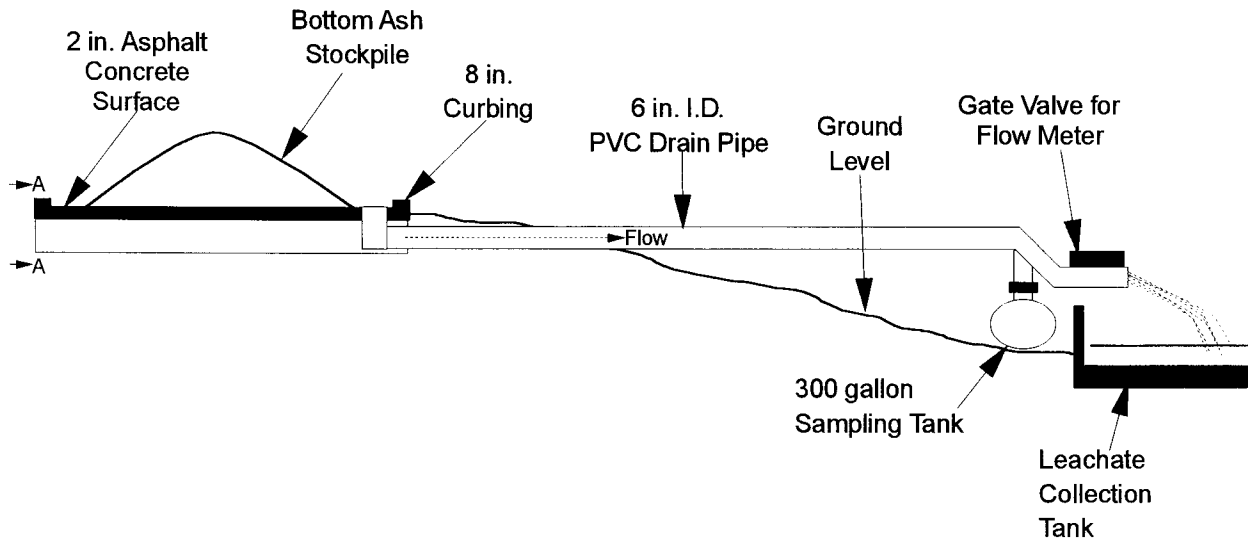 2 in. Asphalt
Concrete
Surface
Bottom Ash
Stockpile
8 in.
Curbing
6 in. I.D.
PVC Drain Pipe
Ground
Level
Gate Valve for
Flow Meter
A
A
Flow
300 gallon
Sampling Tank
Leachate
Collection
Tank